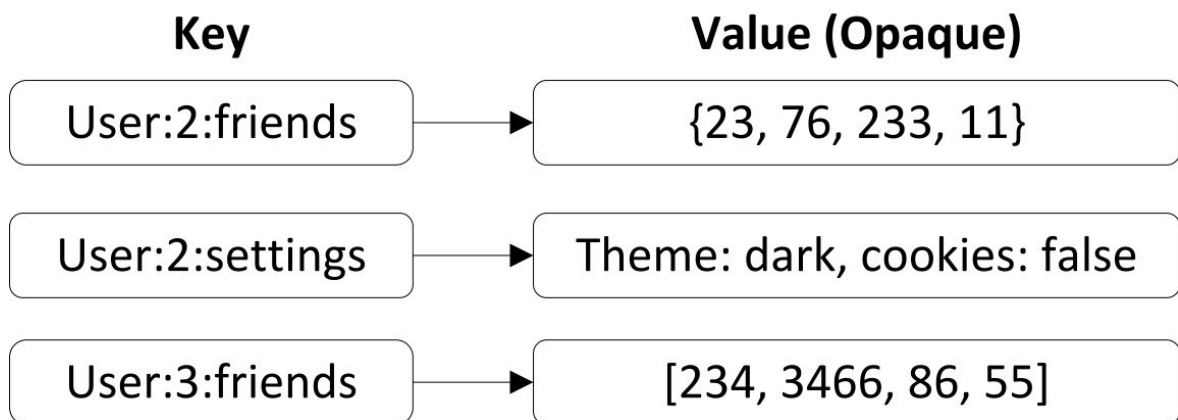 Key Value (Opaque)
User:2:friends {23, 76, 233, 11}
User:2:settings Theme: dark, cookies: false
User:3:friends [234, 3466, 86, 55]